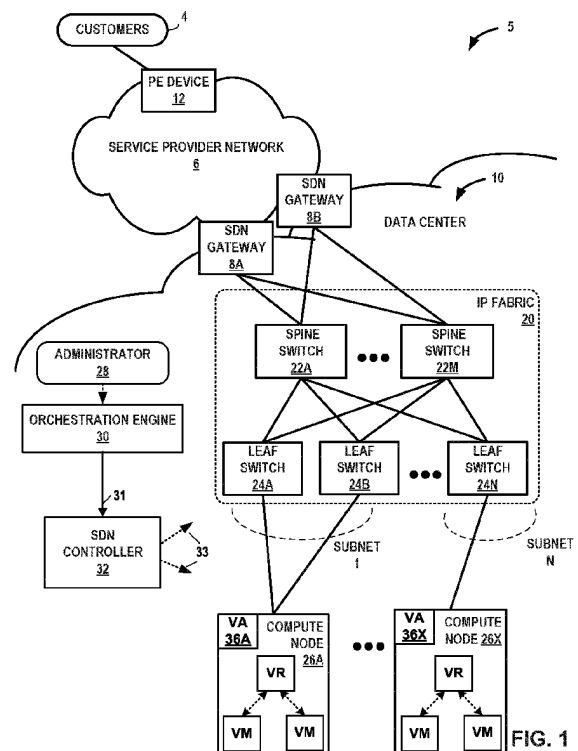 CUSTOMERS
4
5
PE DEVICE
12
SERVICE PROVIDER NETWORK
6
10
SDN
GATEWAY
8B
DATA CENTER
SDN
GATEWAY
8A
IP FABRIC
20
SPINE
SWITCH
22A
SPINE
SWITCH
22M
ADMINISTRATOR
28
ORCHESTRATION ENGINE
30
LEAF
SWITCH
24A
LEAF
SWITCH
24B
LEAF
SWITCH
24N
31
SDN
CONTROLLER
32
33
SUBNET
1
SUBNET
N
VA
36A
COMPUTE
NODE
26A
VR
VM
VM
VA
36X
COMPUTE
NODE 26X
VR
VM
VM
FIG. 1